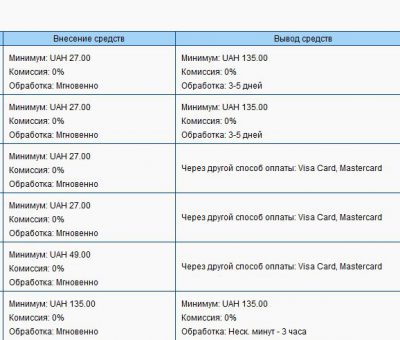 Внесение средств
Вывод средств
Минимум: UAH 27.00
Комиссия: 0%
Обработка: Мгновенно
Минимум: UAH 135.00
Комиссия: 0%
Обработка: 3-5 дней
Минимум: UAH 27.00
Комиссия: 0%
Обработка: Мгновенно
Минимум: UAH 135.00
Комиссия: 0%
Обработка: 3-5 дней
Минимум: UAH 27.00
Комиссия: 0%
Обработка: Мгновенно
Через другой способ оплаты: Visa Card, Mastercard
Минимум: UAH 27.00
Комиссия: 0%
Обработка: Мгновенно
Через другой способ оплаты: Visa Card, Mastercard
Минимум: UAH 49.00
Комиссия: 0%
Обработка: Мгновенно
Через другой способ оплаты: Visa Card, Mastercard
Минимум: UAH 135.00
Комиссия: 0%
Обработка: Мгновенно
Минимум: UAH 135.00
Комиссия: 0%
Обработка: Неск. минут - 3 часа